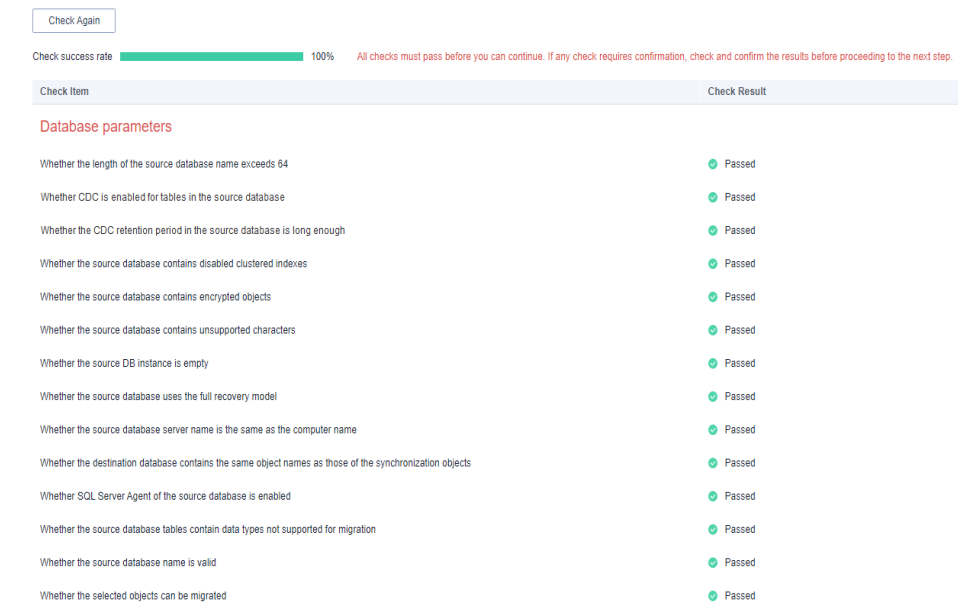 Check Again
Check success rate 100% All checks must pass before you can continue. If any check requires confirmation, check and confirm the results before proceeding to the next step.
Check Item Check Result
Database parameters
Whether the length of the source database name exceeds 64 Passed
Whether CDC is enabled for tables in the source database Passed
Whether the CDC retention period in the source database is long enough Passed
Whether the source database contains disabled clustered indexes Passed
Whether the source database contains encrypted objects Passed
Whether the source database contains unsupported characters Passed
Whether the source DB instance is empty Passed
Whether the source database uses the full recovery model Passed
Whether the source database server name is the same as the computer name Passed
Whether the destination database contains the same object names as those of the synchronization objects Passed
Whether SQL Server Agent of the source database is enabled Passed
Whether the source database tables contain data types not supported for migration Passed
Whether the source database name is valid Passed
Whether the selected objects can be migrated Passed